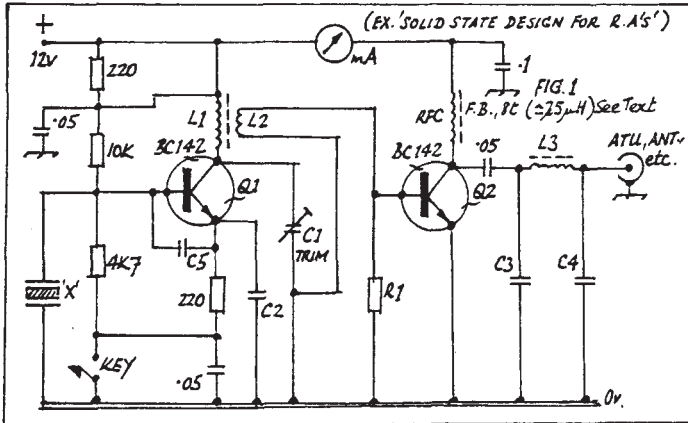 (EX.'SOLID STATE DESIGN FOR R.A's')
+
12v
220
mA
.1
FIG.1
F.B., 8t (≏25μH) See Text
.05
L1
L2
RFC
10K
BC142
Q1
BC142
Q2
.05
L3
ATU, ANT.,
etc.
'X'
4K7
C5
220
C2
C1
TRIM
R1
C3
C4
KEY
.05
0v.